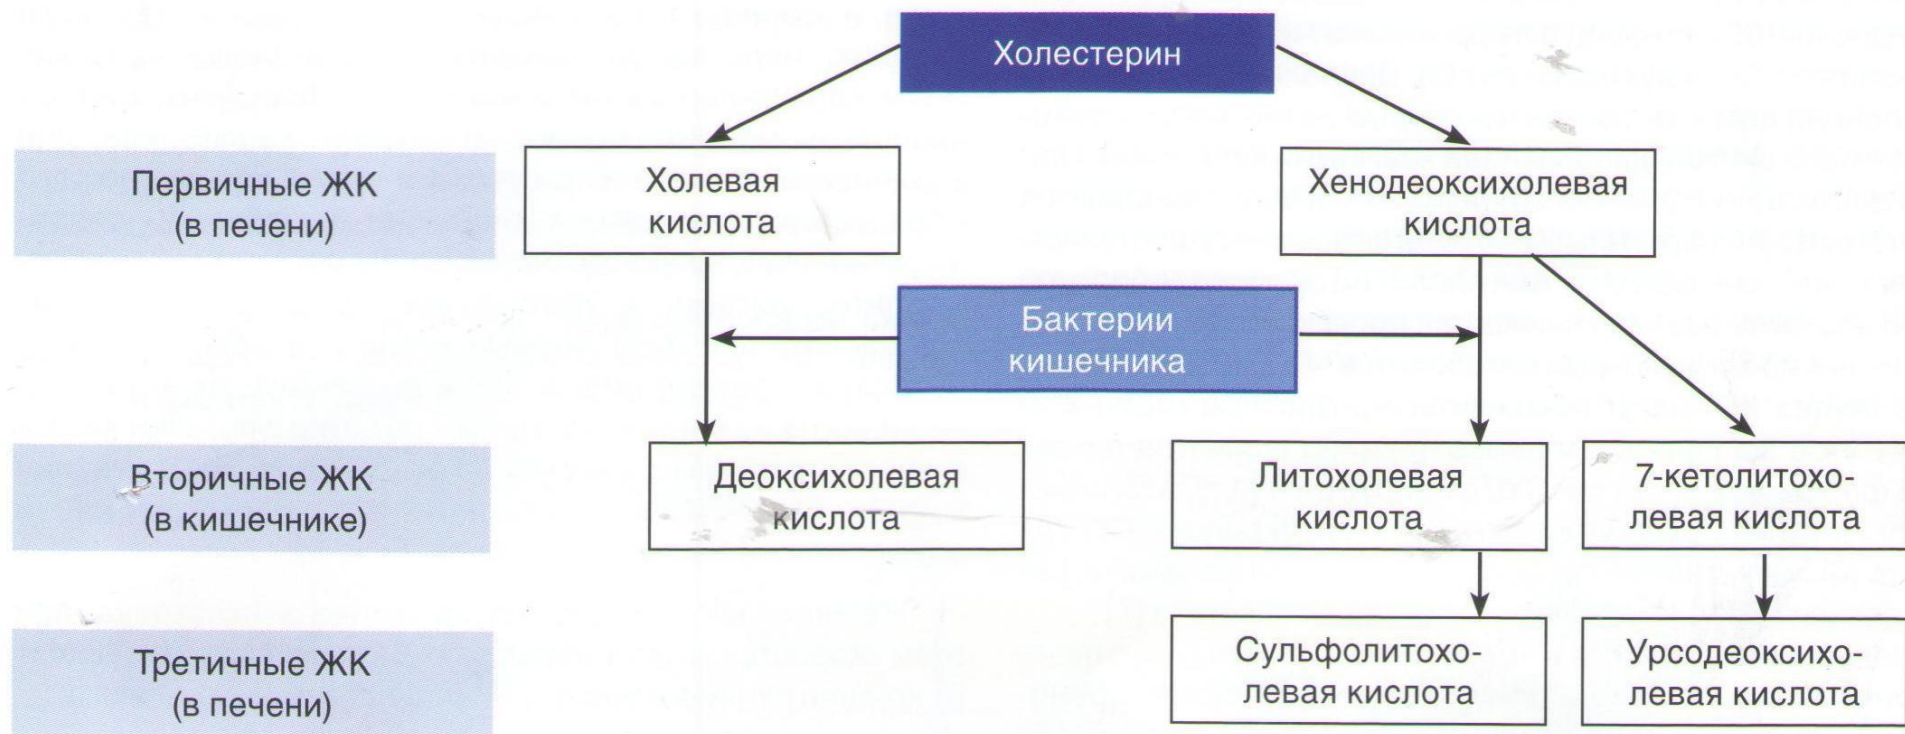 Холестерин
Первичные ЖК
(в печени)
Холевая
кислота
Хенодеоксихолевая
кислота
Бактерии
кишечника
Вторичные ЖК
(в кишечнике)
Деоксихолевая
кислота
Литохолевая
кислота
7-кетолитохо-
левая кислота
Третичные ЖК
(в печени)
Сульфолитохо-
левая кислота
Урсодеоксихо-
левая кислота